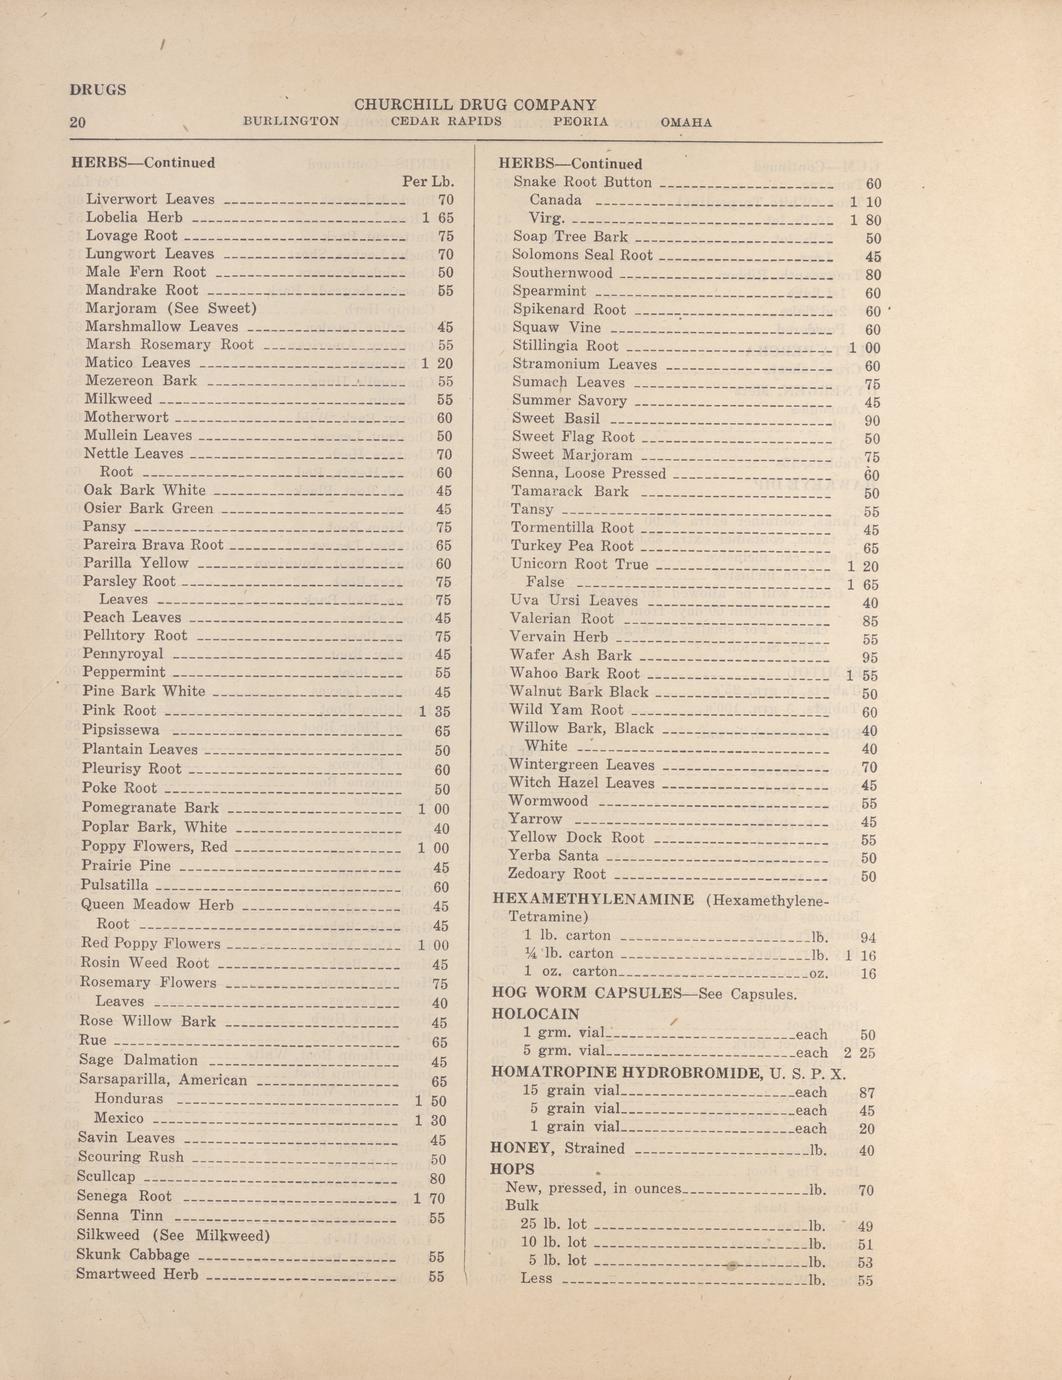 DRUGS
CHURCHILL DRUG COMPANY
20 BURLINGTON CEDAR RAPIDS PEORIA OMAHA
HERBS—Continued
Per Lb.
Liverwort Leaves 70
Lobelia Herb 1 65
Lovage Root 75
Lungwort Leaves 70
Male Fern Root 50
Mandrake Root 55
Marjoram (See Sweet)
Marshmallow Leaves 45
Marsh Rosemary Root 55
Matico Leaves 1 20
Mezereon Bark 55
Milkweed 55
Motherwort 60
Mullein Leaves 50
Nettle Leaves 70
Root 60
Oak Bark White 45
Osier Bark Green 45
Pansy 75
Pareira Brava Root 65
Parilla Yellow 60
Parsley Root 75
Leaves 75
Peach Leaves 45
Pellitory Root 75
Pennyroyal 45
Peppermint 55
Pine Bark White 45
Pink Root 1 35
Pipsissewa 65
Plantain Leaves 50
Pleurisy Root 60
Poke Root 50
Pomegranate Bark 1 00
Poplar Bark, White 40
Poppy Flowers, Red 1 00
Prairie Pine 45
Pulsatilla 60
Queen Meadow Herb 45
Root 45
Red Poppy Flowers 1 00
Rosin Weed Root 45
Rosemary Flowers 75
Leaves 40
Rose Willow Bark 45
Rue 65
Sage Dalmation 45
Sarsaparilla, American 65
Honduras 1 50
Mexico 1 30
Savin Leaves 45
Scouring Rush 50
Scullcap 80
Senega Root 1 70
Senna Tinn 55
Silkweed (See Milkweed)
Skunk Cabbage 55
Smartweed Herb 55
HERBS—Continued
Snake Root Button 60
Canada 1 10
Virg. 1 80
Soap Tree Bark 50
Solomons Seal Root 45
Southernwood 80
Spearmint 60
Spikenard Root 60
Squaw Vine 60
Stillingia Root 1 00
Stramonium Leaves 60
Sumach Leaves 75
Summer Savory 45
Sweet Basil 90
Sweet Flag Root 50
Sweet Marjoram 75
Senna, Loose Pressed 60
Tamarack Bark 50
Tansy 55
Tormentilla Root 45
Turkey Pea Root 65
Unicorn Root True 1 20
False 1 65
Uva Ursi Leaves 40
Valerian Root 85
Vervain Herb 55
Wafer Ash Bark 95
Wahoo Bark Root 1 55
Walnut Bark Black 50
Wild Yam Root 60
Willow Bark, Black 40
White 40
Wintergreen Leaves 70
Witch Hazel Leaves 45
Wormwood 55
Yarrow 45
Yellow Dock Root 55
Yerba Santa 50
Zedoary Root 50
HEXAMETHYLENAMINE (Hexamethylene-
Tetramine)
1 lb. carton lb. 94
¼ lb. carton lb. 1 16
1 oz. carton oz. 16
HOG WORM CAPSULES—See Capsules.
HOLOCAIN
1 grm. vial each 50
5 grm. vial each 2 25
HOMATROPINE HYDROBROMIDE, U. S. P. X.
15 grain vial each 87
5 grain vial each 45
1 grain vial each 20
HONEY, Strained lb. 40
HOPS
New, pressed, in ounces lb. 70
Bulk
25 lb. lot lb. 49
10 lb. lot lb. 51
5 lb. lot lb. 53
Less lb. 55